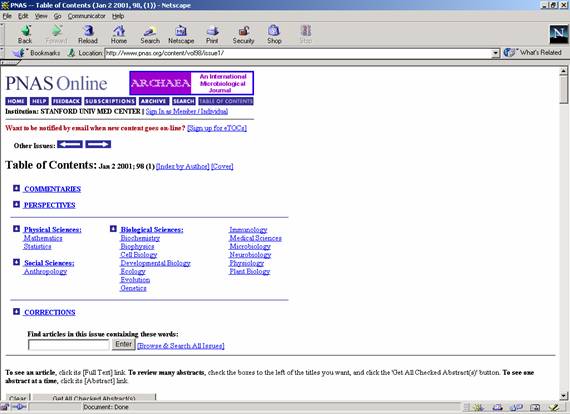 PNAS -- Table of Contents (Jan 2 2001, 98, (1)) - Netscape
File Edit View Go Communicator Help
Back Forward Reload Home Search Netscape Print Security Shop Stop
Bookmarks Location: http://www.pnas.org/content/vol98/issue1/ What's Related
PNAS Online ARCHAEA An International Microbiological Journal
HOME HELP FEEDBACK SUBSCRIPTIONS ARCHIVE SEARCH TABLE OF CONTENTS
Institution: STANFORD UNIV MED CENTER | Sign In as Member / Individual
Want to be notified by email when new content goes on-line? [Sign up for eTOCs]
Other Issues:
Table of Contents: Jan 2 2001; 98 (1) [Index by Author] [Cover]
COMMENTARIES
PERSPECTIVES
Physical Sciences:
Mathematics
Statistics
Social Sciences:
Anthropology
Biological Sciences:
Biochemistry
Biophysics
Cell Biology
Developmental Biology
Ecology
Evolution
Genetics
Immunology
Medical Sciences
Microbiology
Neurobiology
Physiology
Plant Biology
CORRECTIONS
Find articles in this issue containing these words:
Enter [Browse & Search All Issues]
To see an article, click its [Full Text] link. To review many abstracts, check the boxes to the left of the titles you want, and click the 'Get All Checked Abstract(s)' button. To see one
abstract at a time, click its [Abstract] link.
Clear Get All Checked Abstract(s)
Document: Done